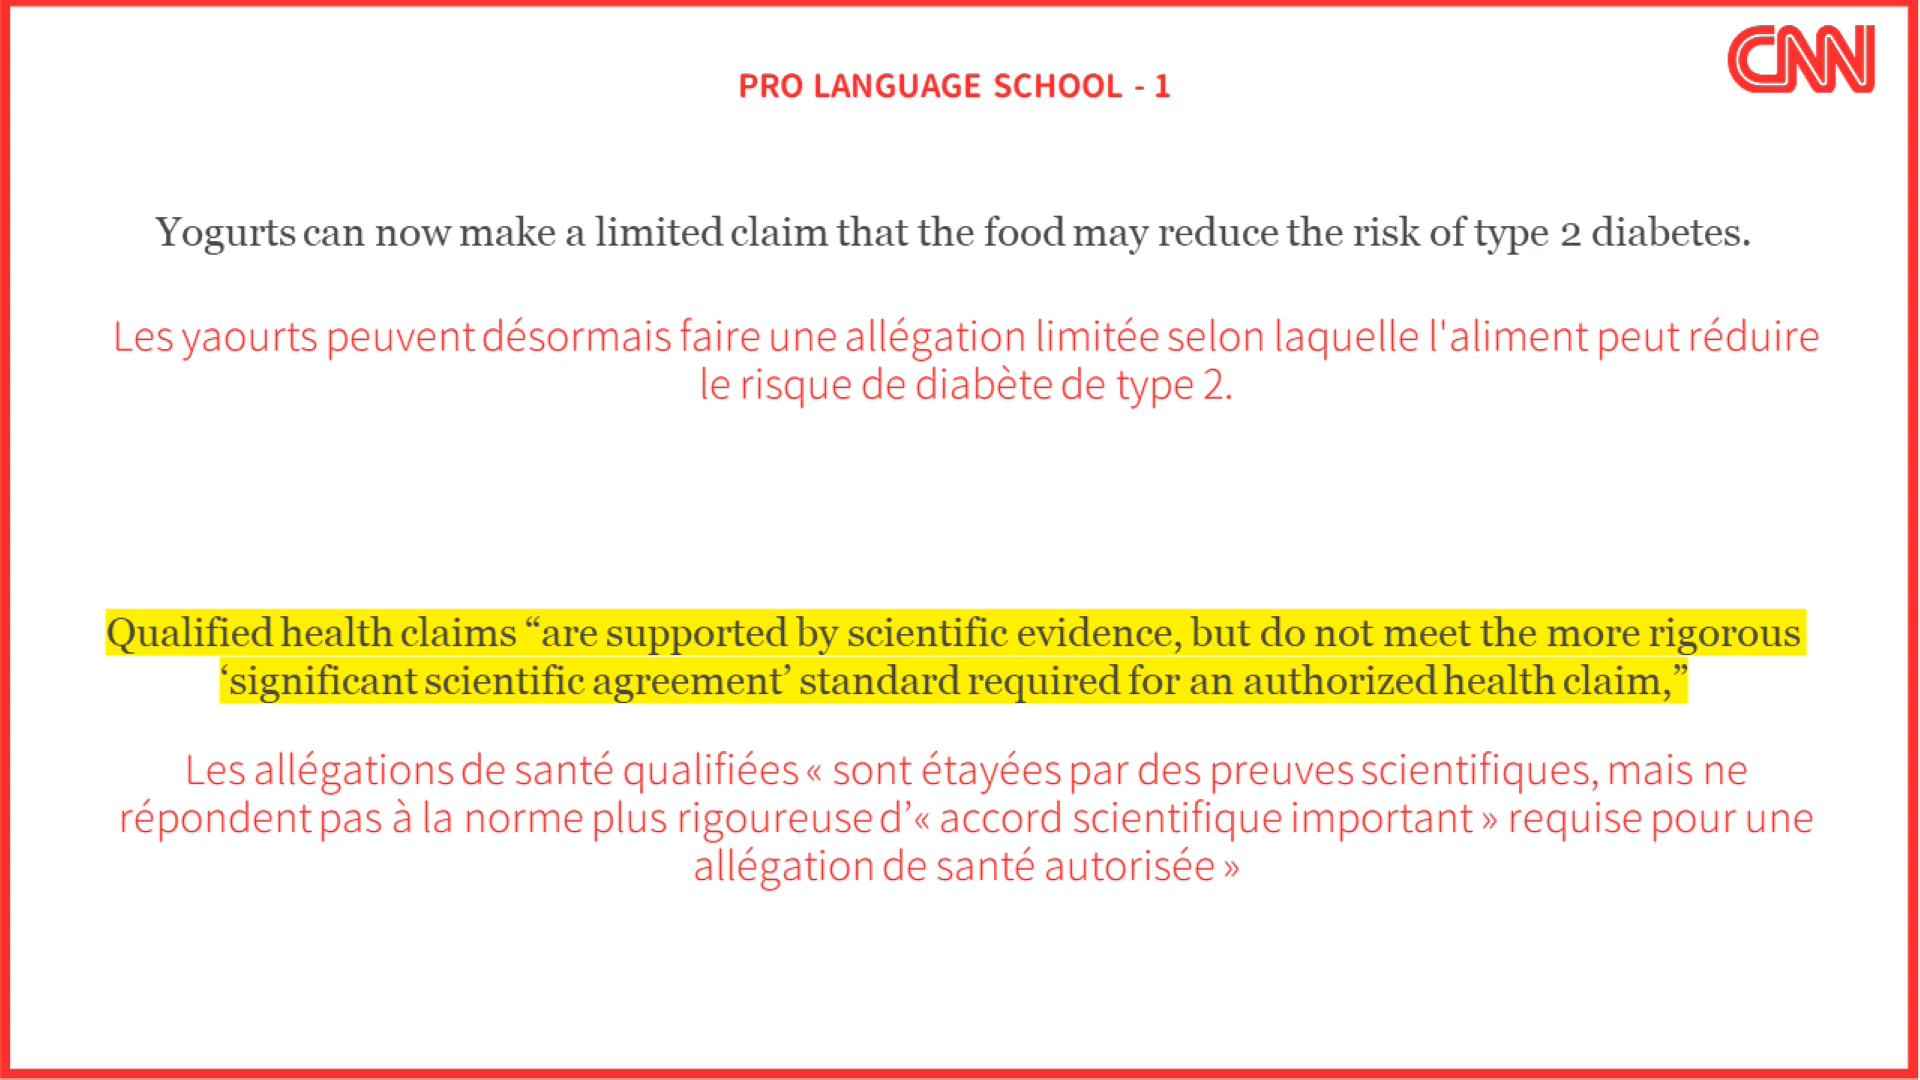 CNN
PRO LANGUAGE SCHOOL - 1
Yogurts can now make a limited claim that the food may reduce the risk of type 2 diabetes.
Les yaourts peuvent désormais faire une allégation limitée selon laquelle l'aliment peut réduire
le risque de diabète de type 2.
Qualified health claims “are supported by scientific evidence, but do not meet the more rigorous
‘significant scientific agreement’ standard required for an authorized health claim,”
Les allégations de santé qualifiées « sont étayées par des preuves scientifiques, mais ne
répondent pas à la norme plus rigoureuse d’« accord scientifique important » requise pour une
allégation de santé autorisée »